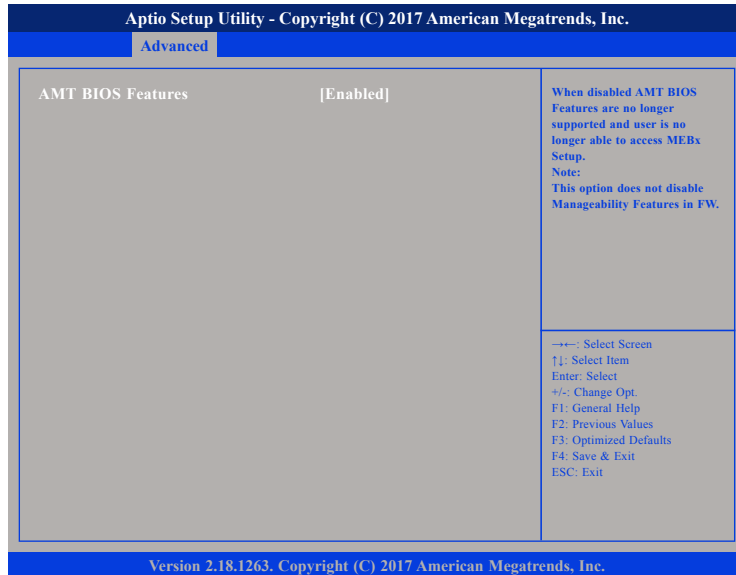 Aptio Setup Utility - Copyright (C) 2017 American Megatrends, Inc.
Advanced
AMT BIOS Features [Enabled]
When disabled AMT BIOS
Features are no longer
supported and user is no
longer able to access MEBx
Setup.
Note:
This option does not disable
Manageability Features in FW.
→←: Select Screen
↑↓: Select Item
Enter: Select
+/-: Change Opt.
F1: General Help
F2: Previous Values
F3: Optimized Defaults
F4: Save & Exit
ESC: Exit
Version 2.18.1263. Copyright (C) 2017 American Megatrends, Inc.